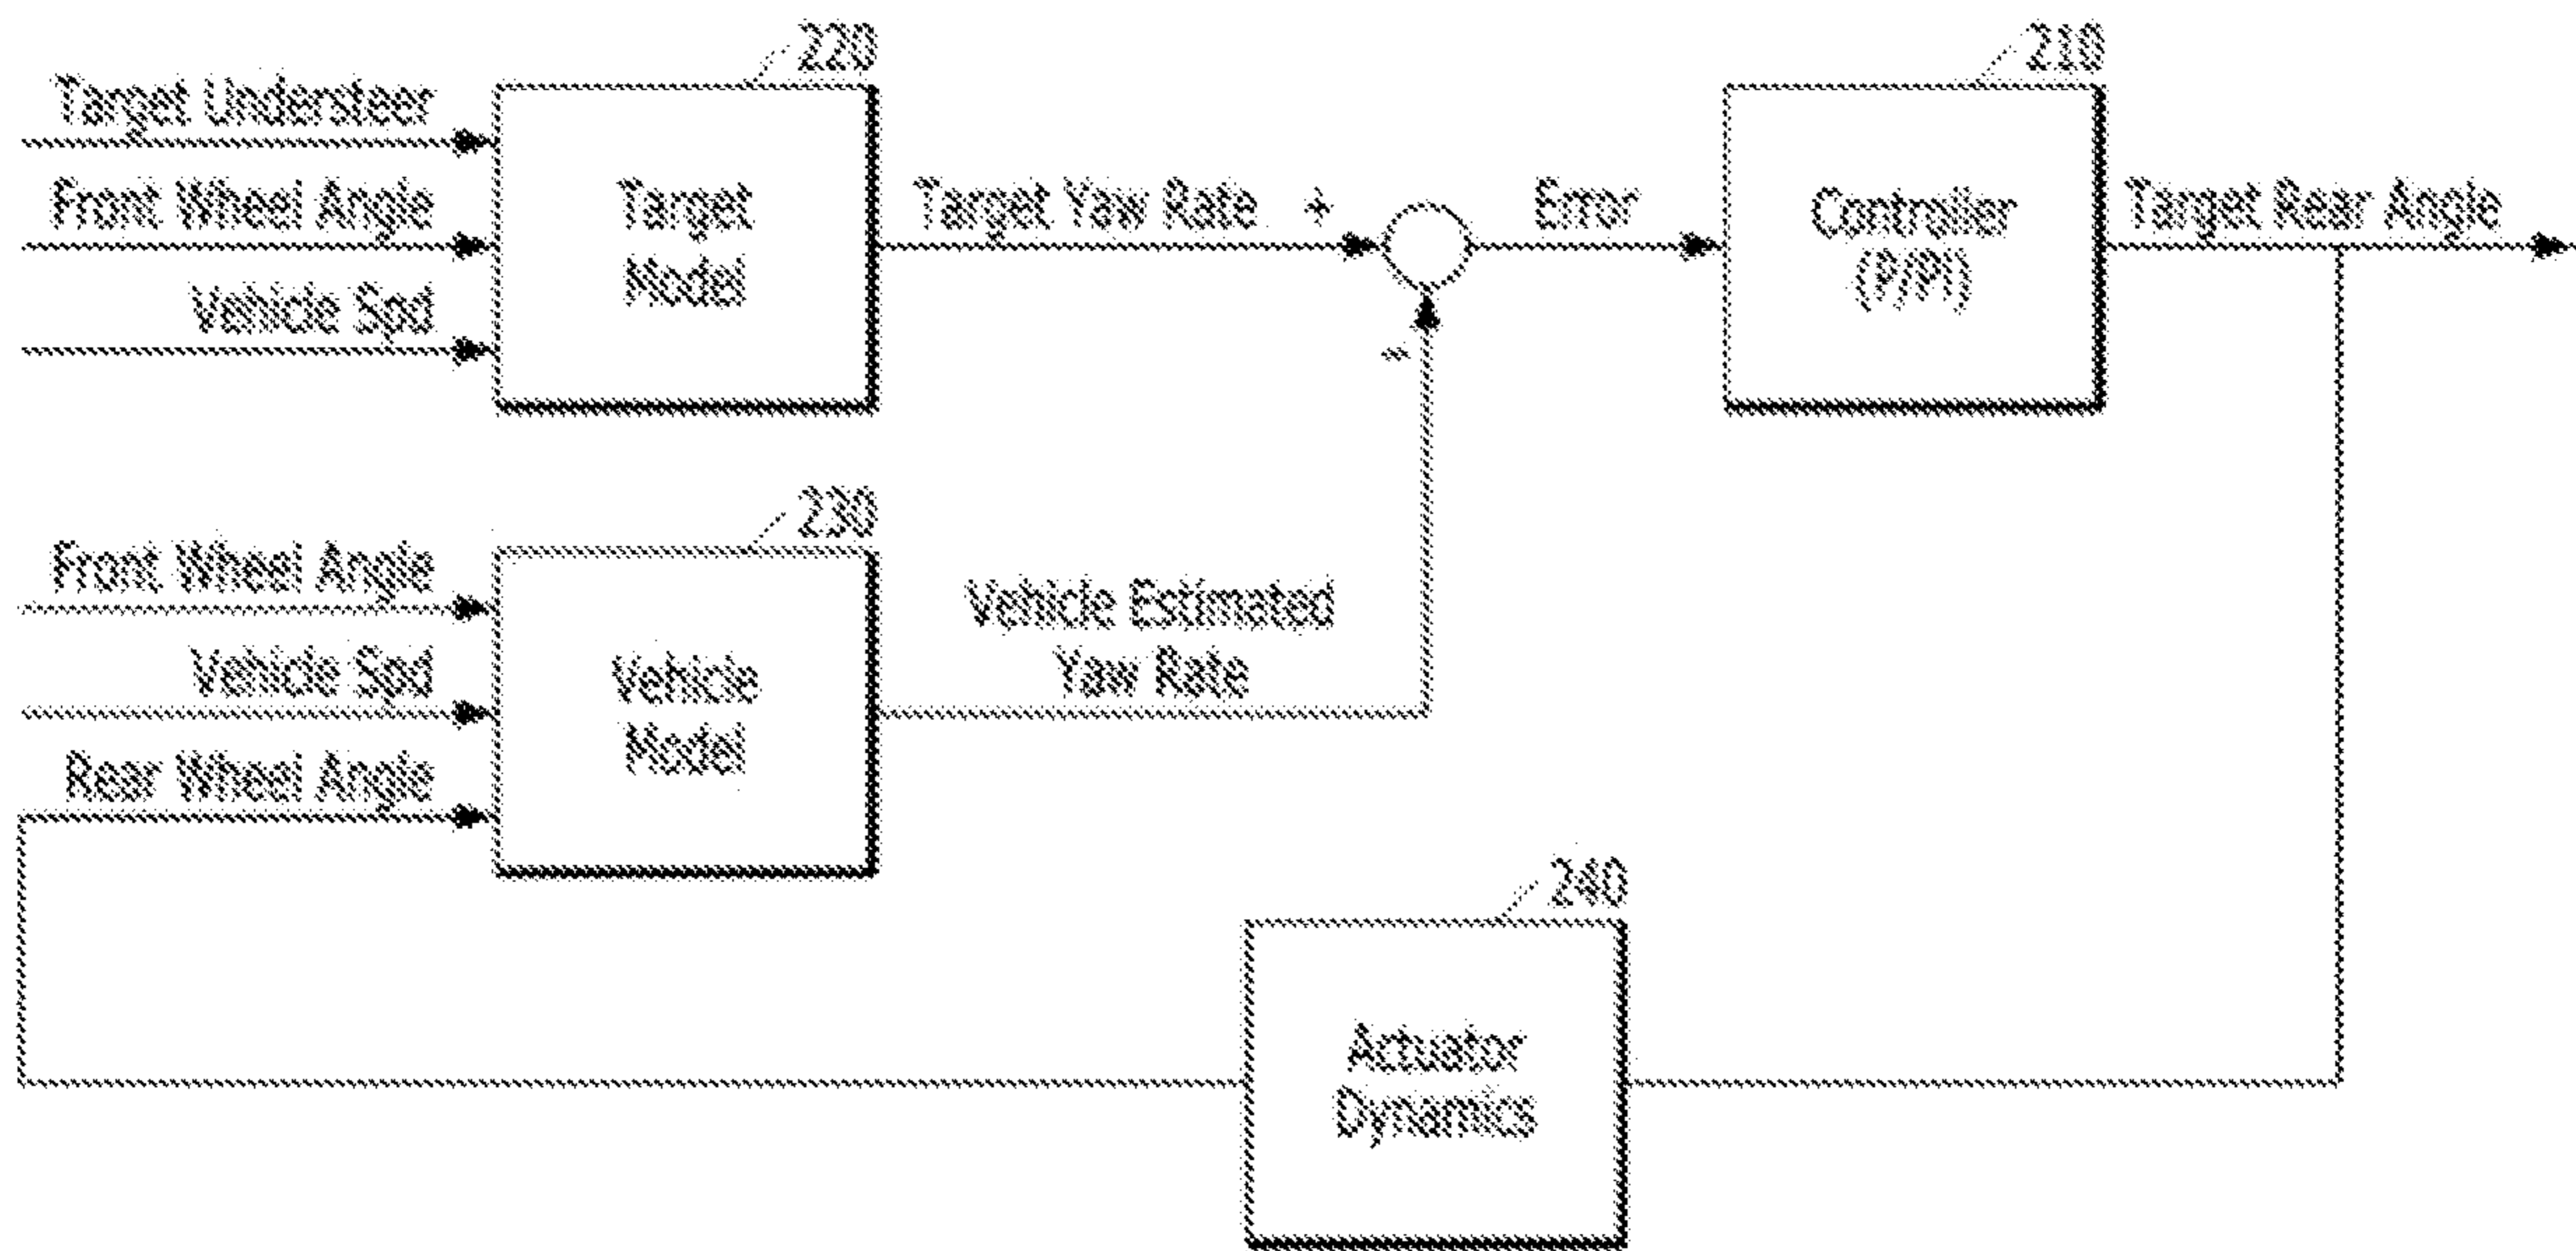 220
210
Target Understeer
Front Wheel Angle
Vehicle Spd
Target
Model
Target Yaw Rate +
-
Error
Controller
(P/PI)
Target Rear Angle
230
Front Wheel Angle
Vehicle Spd
Rear Wheel Angle
Vehicle
Model
Vehicle Estimated
Yaw Rate
240
Actuator
Dynamics